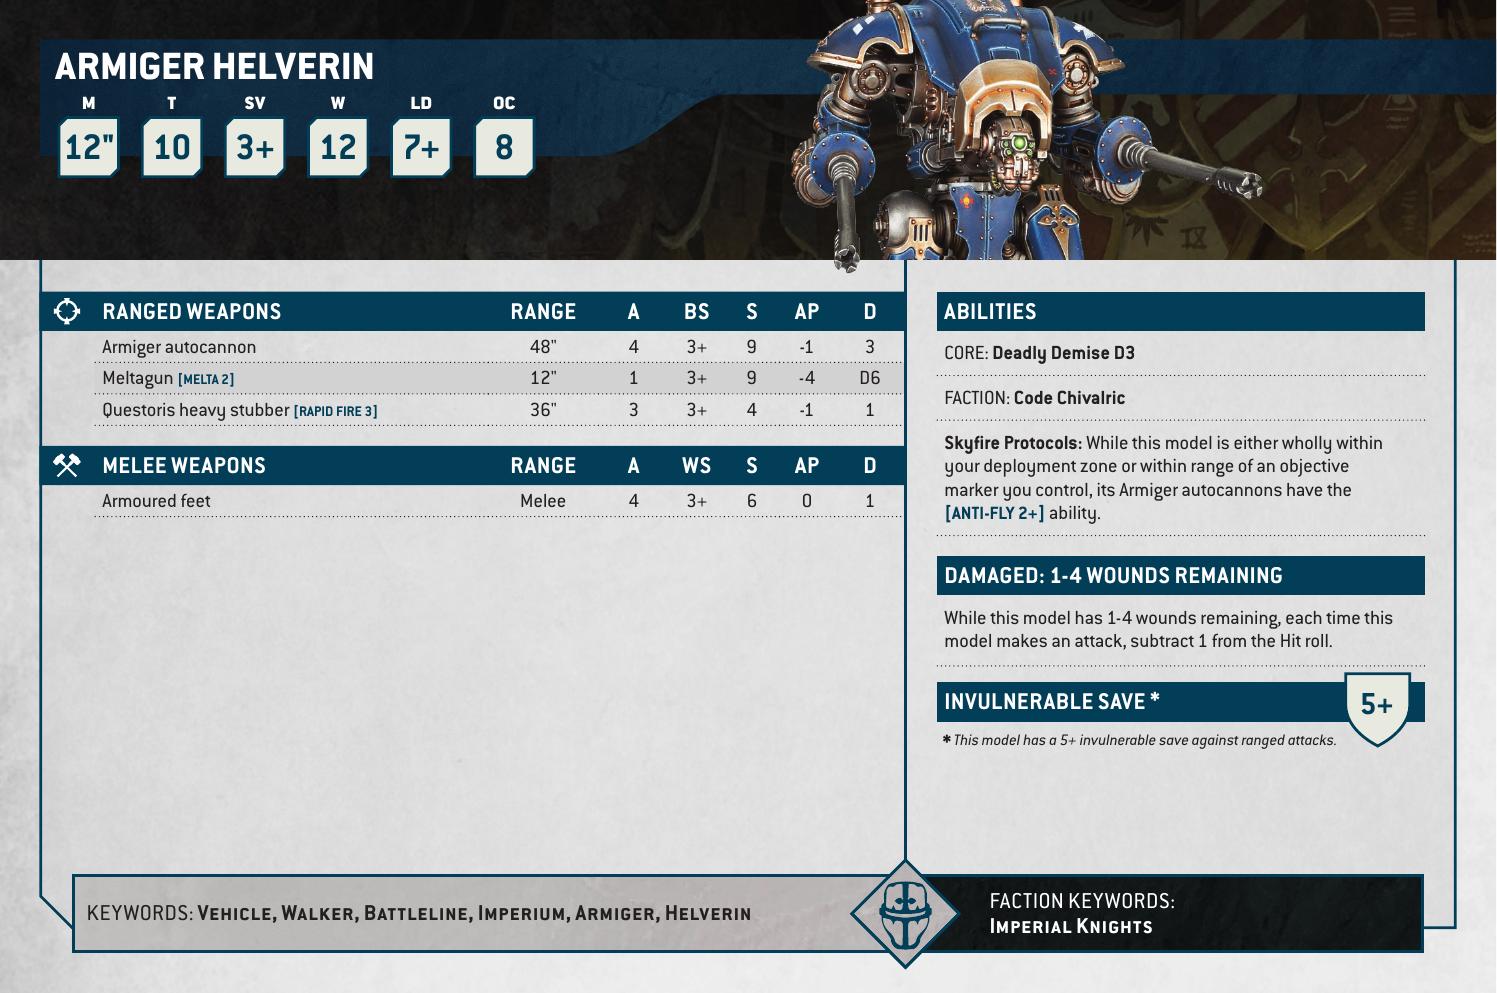 ARMIGER HELVERIN
M T SV W LD OC
12" 10 3+ 12 7+ 8
RANGED WEAPONS RANGE A BS S AP D
Armiger autocannon 48" 4 3+ 9 -1 3
Meltagun [MELTA 2] 12" 1 3+ 9 -4 D6
Questoris heavy stubber [RAPID FIRE 3] 36" 3 3+ 4 -1 1
MELEE WEAPONS RANGE A WS S AP D
Armoured feet Melee 4 3+ 6 0 1
ABILITIES
CORE: Deadly Demise D3
FACTION: Code Chivalric
Skyfire Protocols: While this model is either wholly within
your deployment zone or within range of an objective
marker you control, its Armiger autocannons have the
[ANTI-FLY 2+] ability.
DAMAGED: 1-4 WOUNDS REMAINING
While this model has 1-4 wounds remaining, each time this
model makes an attack, subtract 1 from the Hit roll.
INVULNERABLE SAVE * 5+
* This model has a 5+ invulnerable save against ranged attacks.
KEYWORDS: VEHICLE, WALKER, BATTLELINE, IMPERIUM, ARMIGER, HELVERIN
FACTION KEYWORDS:
IMPERIAL KNIGHTS